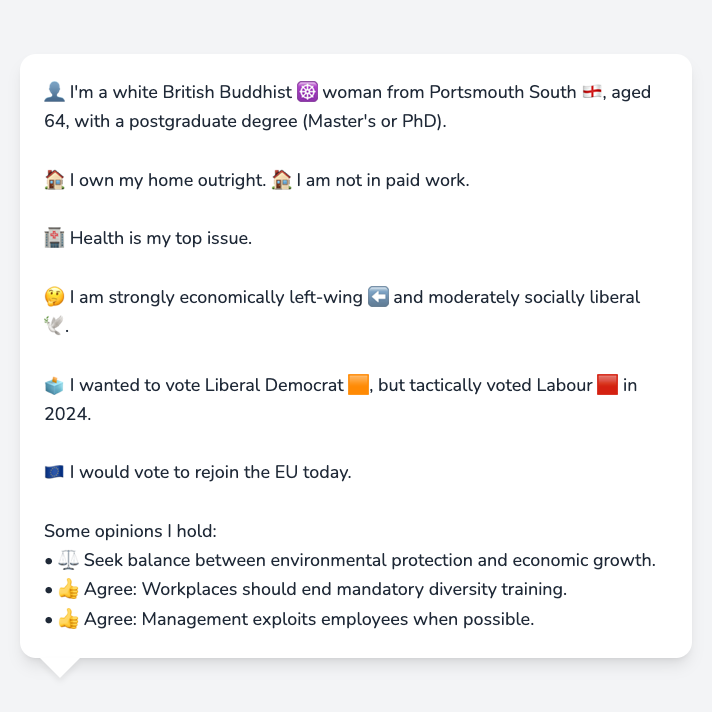 👤 I'm a white British Buddhist ☸️ woman from Portsmouth South 🏴󠁧󠁢󠁥󠁮󠁧󠁿, aged
64, with a postgraduate degree (Master's or PhD).
🏠 I own my home outright. 🏠 I am not in paid work.
🏥 Health is my top issue.
🤔 I am strongly economically left-wing ⬅️ and moderately socially liberal
🕊️.
🗳️ I wanted to vote Liberal Democrat 🟧, but tactically voted Labour 🟥 in
2024.
🇪🇺 I would vote to rejoin the EU today.
Some opinions I hold:
• ⚖️ Seek balance between environmental protection and economic growth.
• 👍 Agree: Workplaces should end mandatory diversity training.
• 👍 Agree: Management exploits employees when possible.